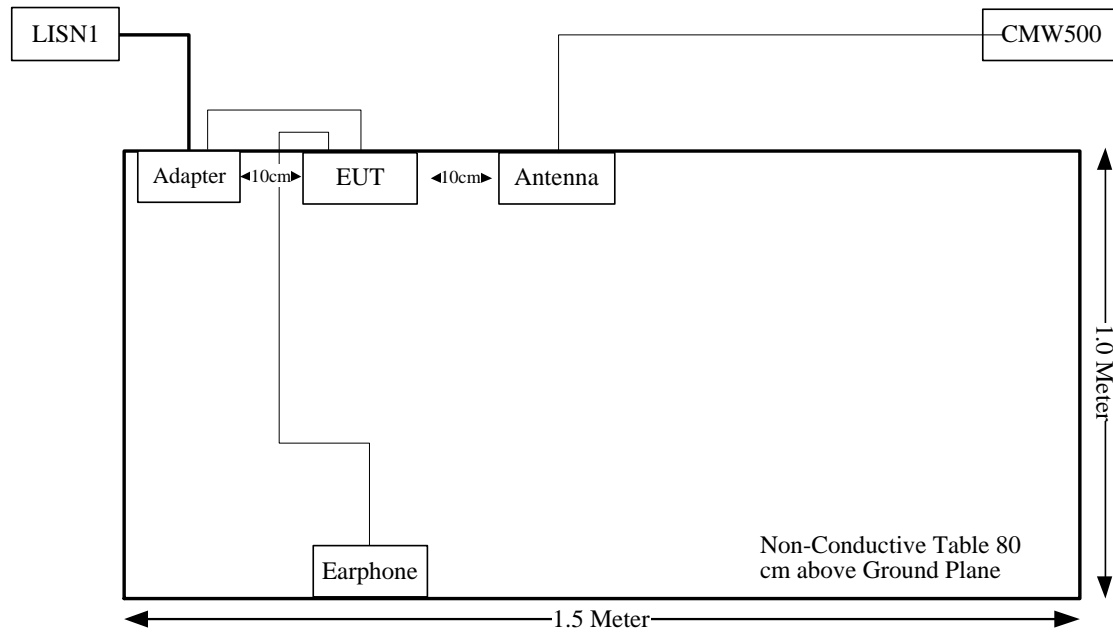 LISN1
CMW500
Adapter
10cm
EUT
10cm
Antenna
1.0 Meter
Earphone
Non-Conductive Table 80
cm above Ground Plane
1.5 Meter